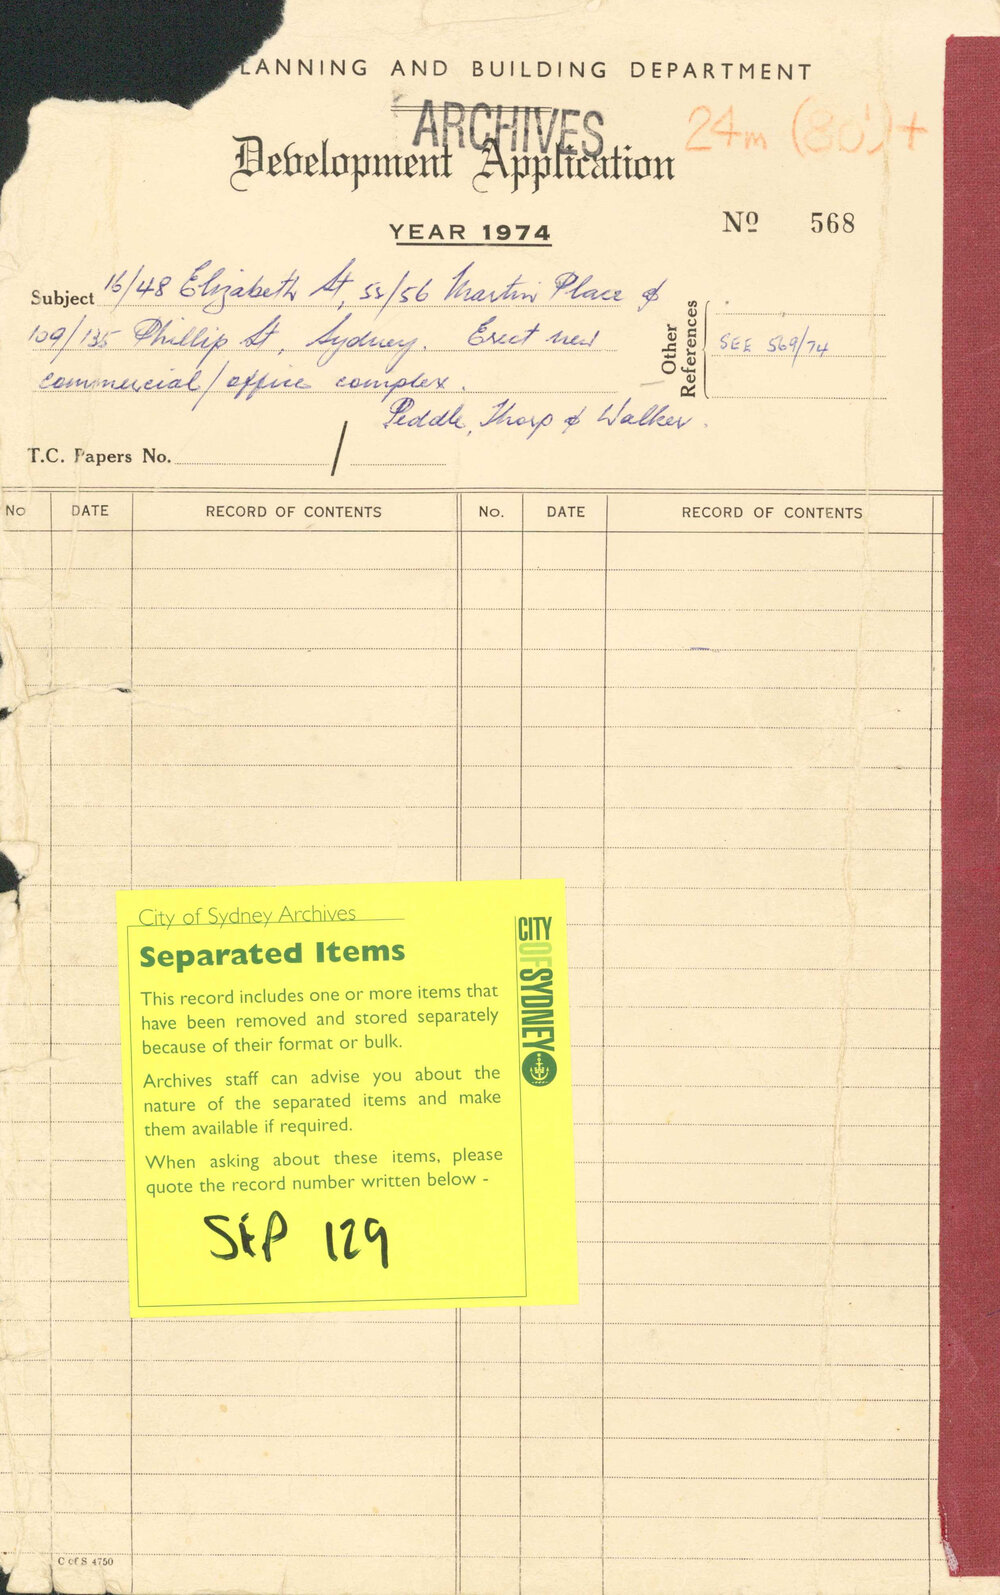 LANNING AND BUILDING DEPARTMENT
ARCHIVES
24m (80')+
Development Application
YEAR 1974
No 568
Subject 16/48 Elizabeth St, 55/56 Martin Place &
109/135 Phillip St, Sydney. Erect new
commercial/office complex.
Peddle, Thorp & Walker.
Other References
SEE 569/74
T.C. Papers No. /
No DATE RECORD OF CONTENTS No. DATE RECORD OF CONTENTS
City of Sydney Archives
Separated Items
This record includes one or more items that
have been removed and stored separately
because of their format or bulk.
Archives staff can advise you about the
nature of the separated items and make
them available if required.
When asking about these items, please
quote the record number written below -
SEP 129
CITY OF SYDNEY
C of S 4750